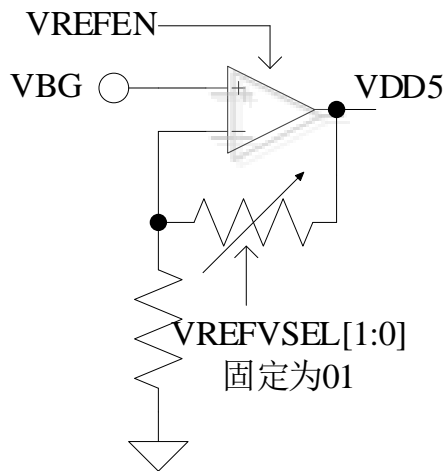 VREFEN
VBG
VDD5
VREFVSEL[1:0]
固定为01